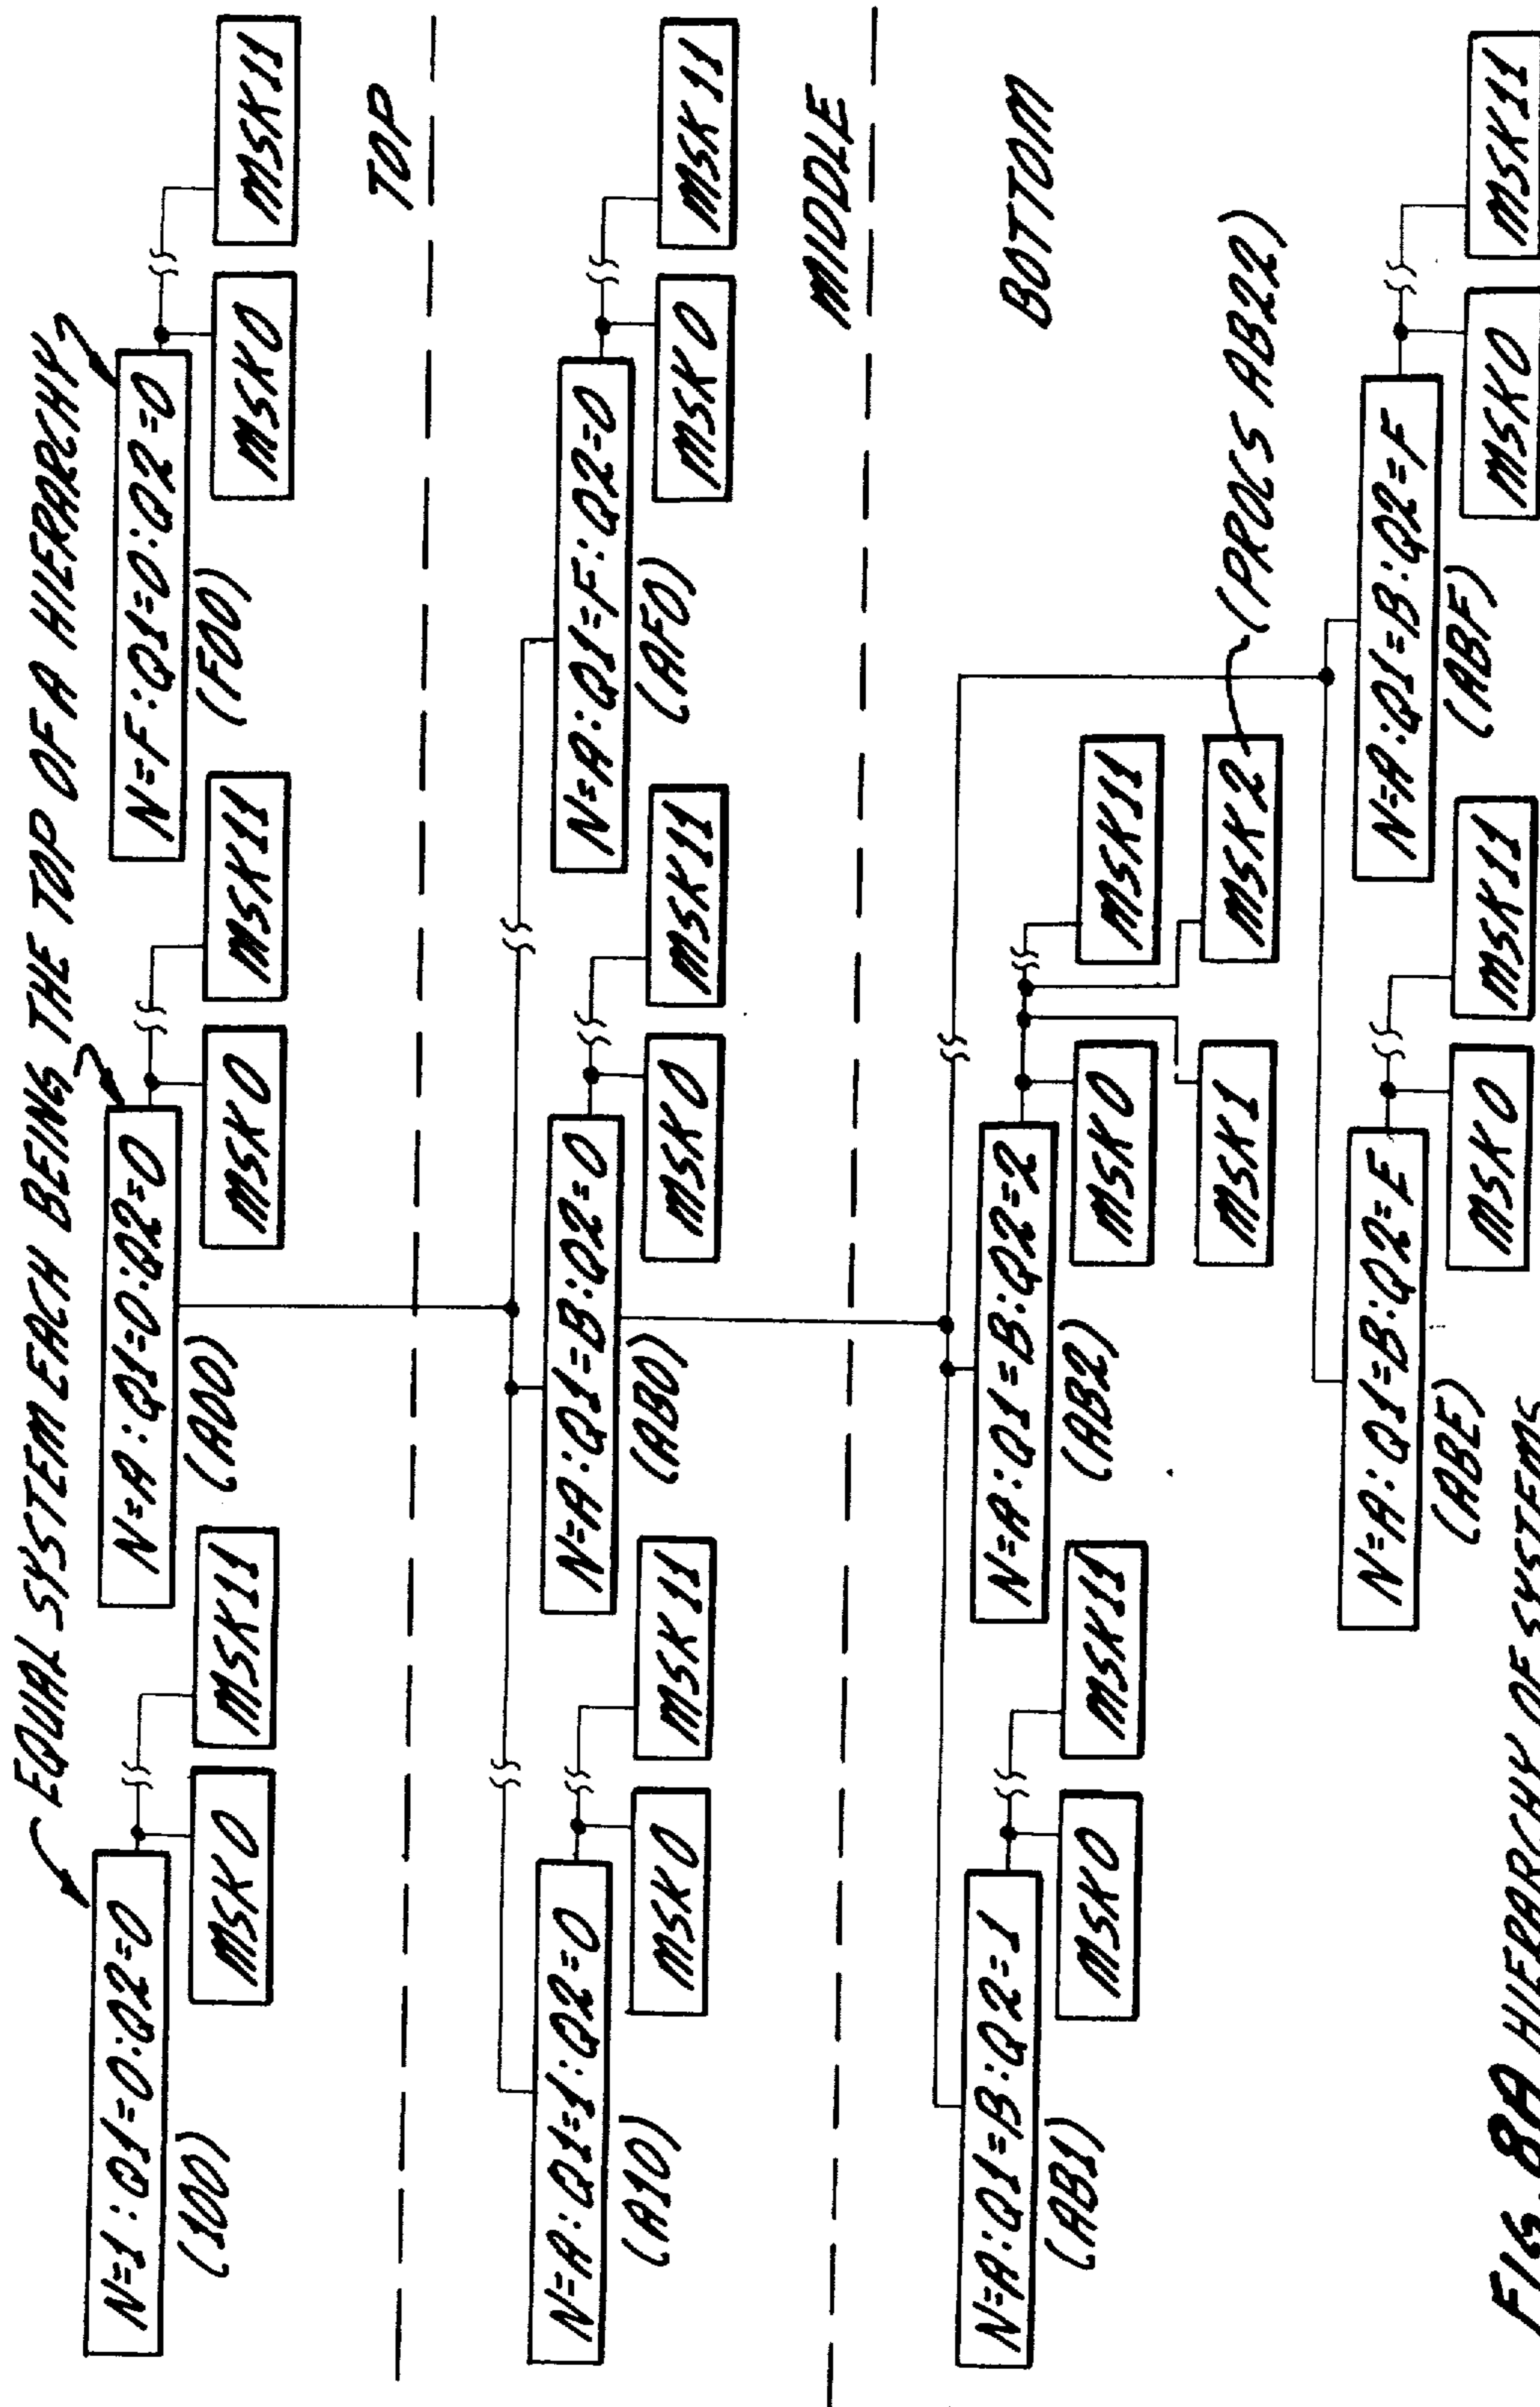 EQUAL SYSTEM EACH BEING THE TOP OF A HIERARCHY
N=1:Q1=0:Q2=0
(100)
MSK0
MSK11
N=A:Q1=0:Q2=0
(A00)
MSK0
MSK11
N=F:Q1=0:Q2=0
(F00)
MSK0
MSK11
TOP
N=A:Q1=1:Q2=0
(A10)
MSK0
MSK11
N=A:Q1=B:Q2=0
(AB0)
MSK0
MSK11
N=A:Q1=F:Q2=0
(AF0)
MSK0
MSK11
MIDDLE
BOTTOM
N=A:Q1=B:Q2=1
(AB1)
MSK0
MSK11
N=A:Q1=B:Q2=2
(AB2)
MSK0
MSK11
MSK1
MSK2
(PROCS AB22)
N=A:Q1=B:Q2=E
(ABE)
MSK0
MSK11
N=A:Q1=B:Q2=F
(ABF)
MSK0
MSK11
FIG. 8A HIERARCHY OF SYSTEMS